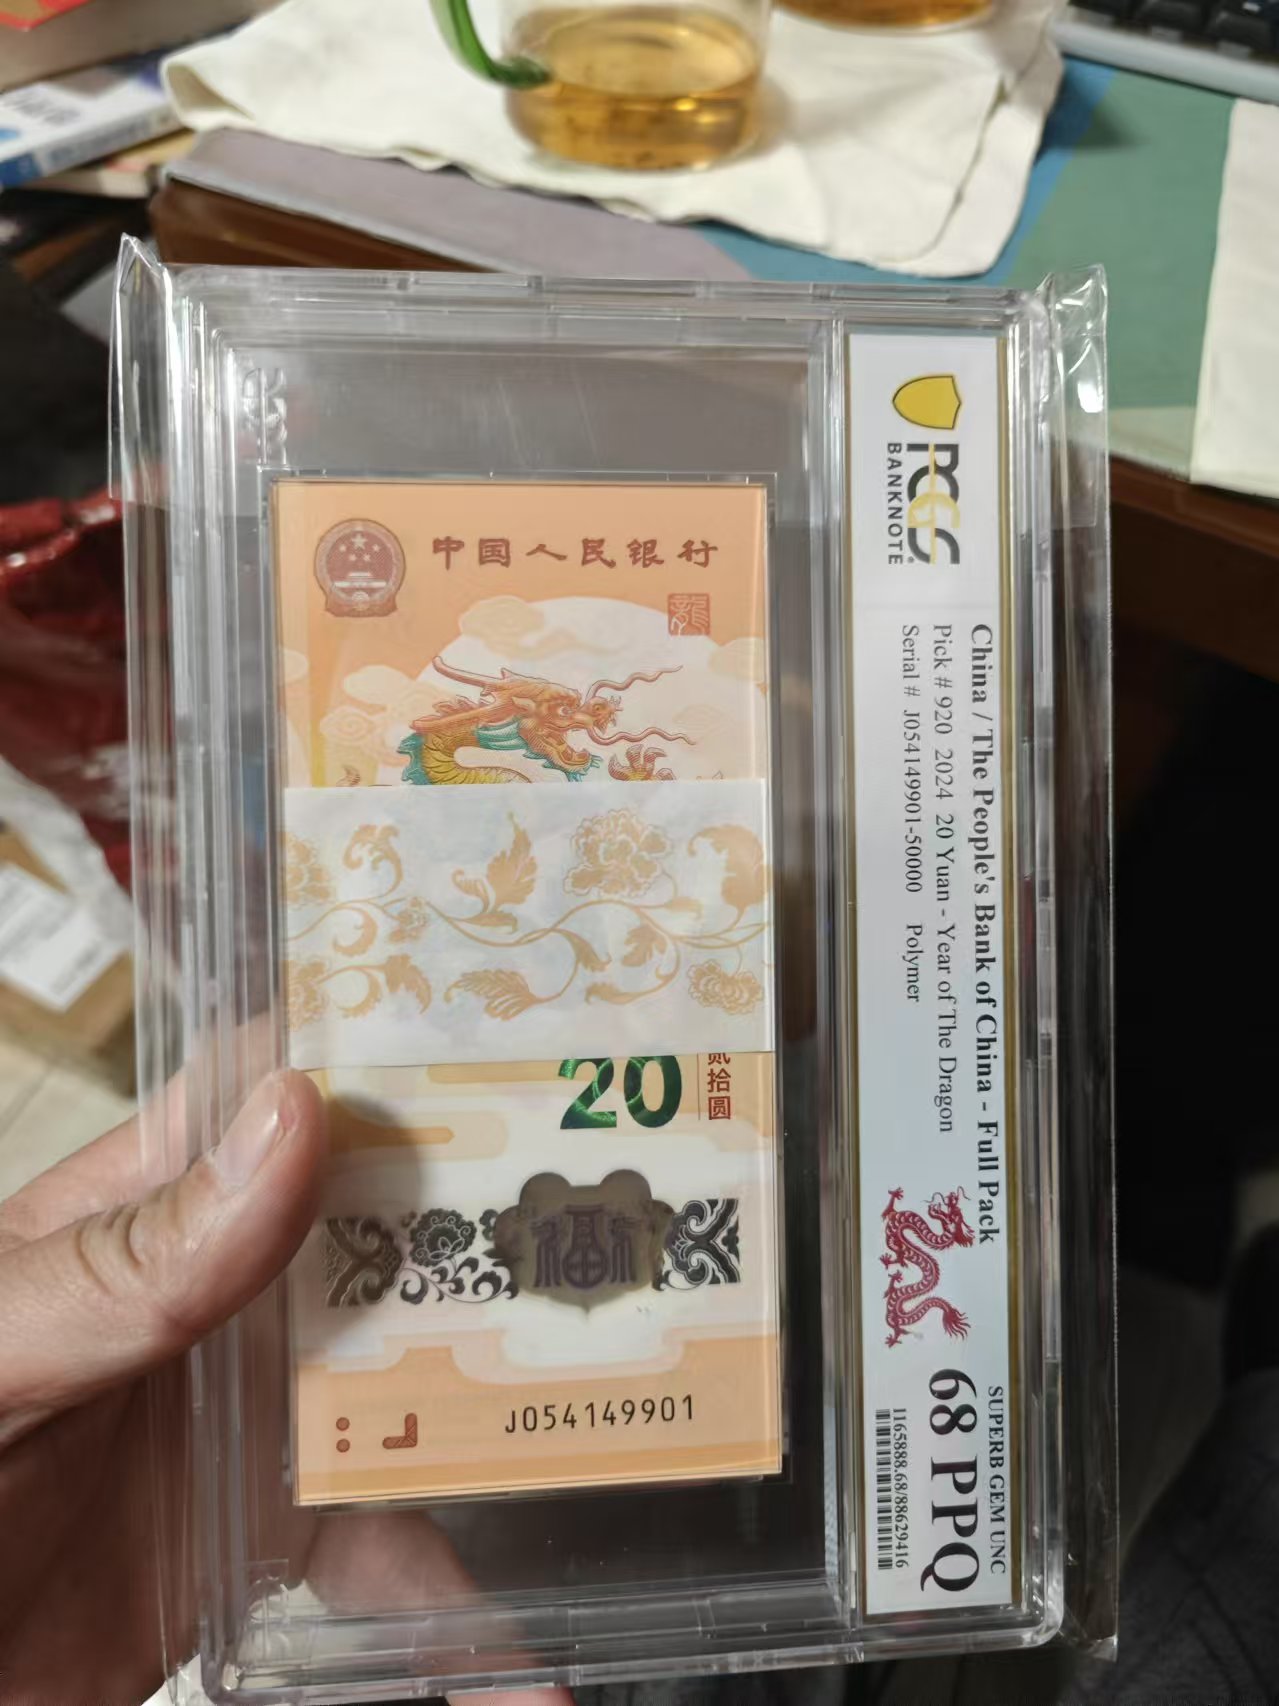 中国人民银行
龍
20
贰拾圆
福
J054149901
PCGS
BANKNOTE
China / The People's Bank of China - Full Pack
Pick # 920 2024 20 Yuan - Year of The Dragon
Serial # J054149901-50000 Polymer
SUPERB GEM UNC
68 PPQ
1165888.68/88629416